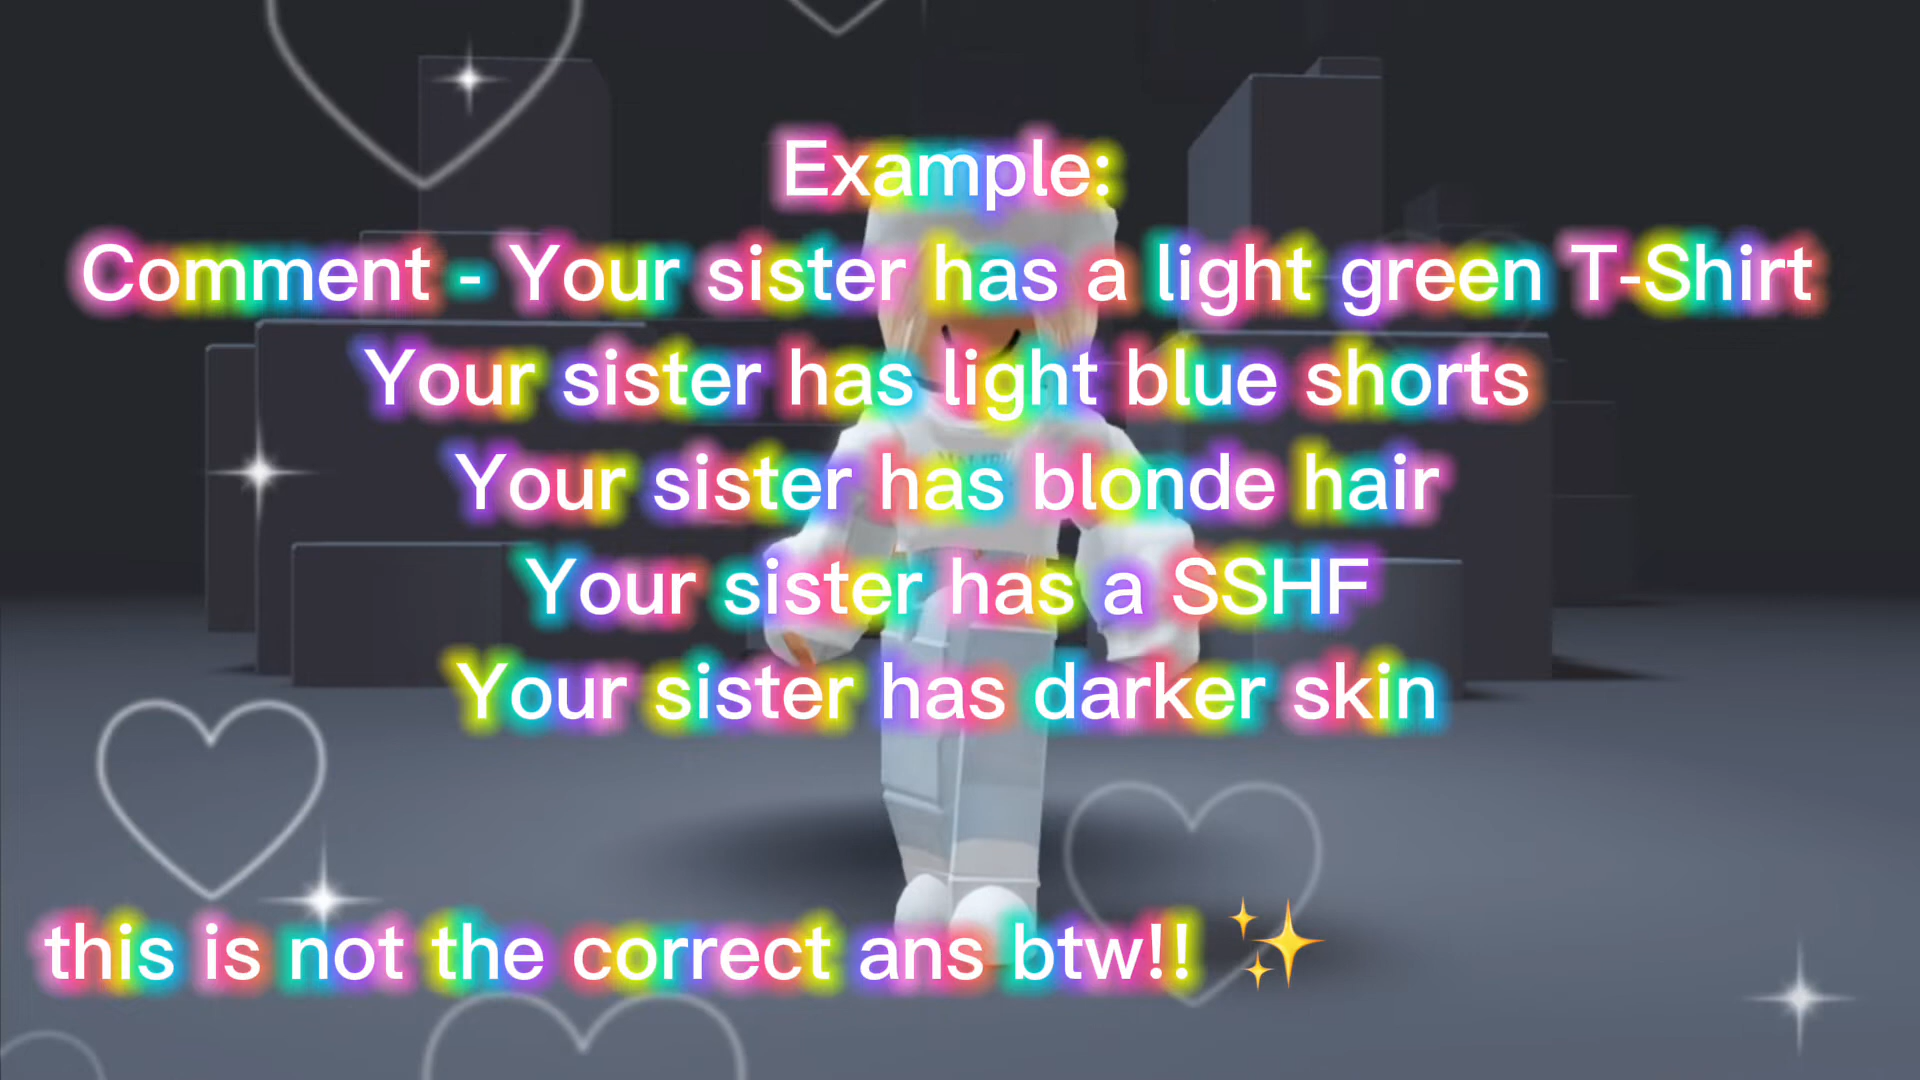 Example:
Comment - Your sister has a light green T-Shirt
Your sister has light blue shorts
Your sister has blonde hair
Your sister has a SSHF
Your sister has darker skin
this is not the correct ans btw!! ✨